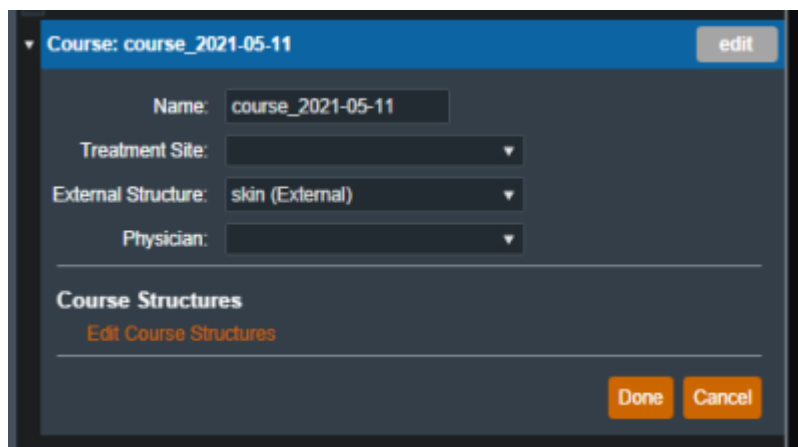 Course: course_2021-05-11 edit
Name: course_2021-05-11
Treatment Site:
External Structure: skin (External)
Physician:
Course Structures
Edit Course Structures
Done Cancel